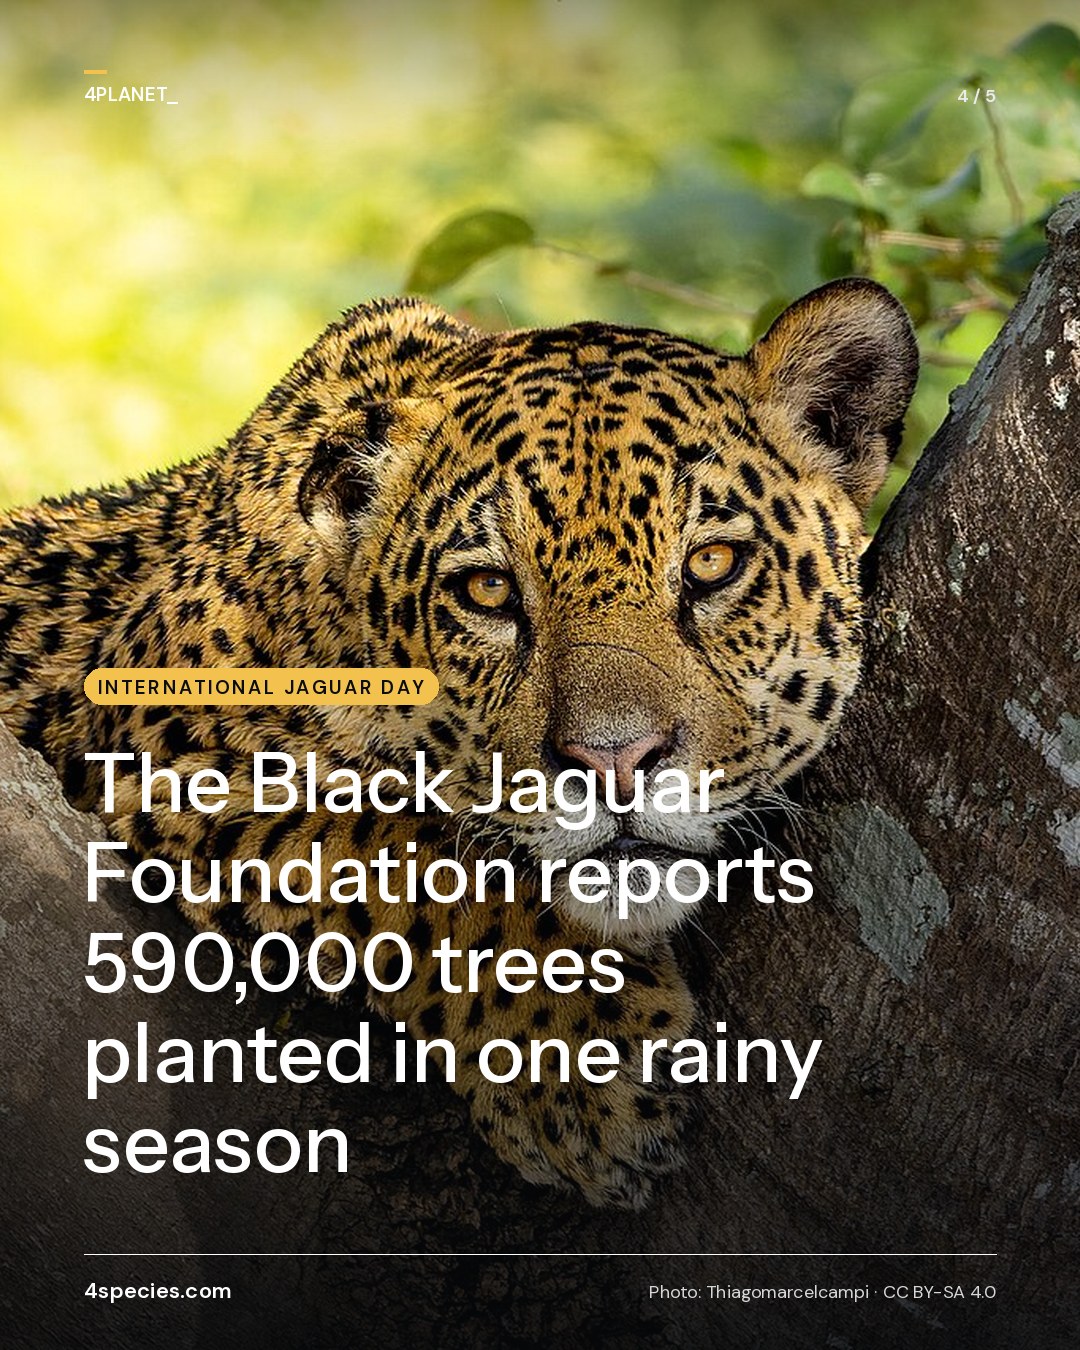 4PLANET_
4 / 5
INTERNATIONAL JAGUAR DAY
The Black Jaguar
Foundation reports
590,000 trees
planted in one rainy
season
4species.com
Photo: Thiagomarcelcampi · CC BY-SA 4.0